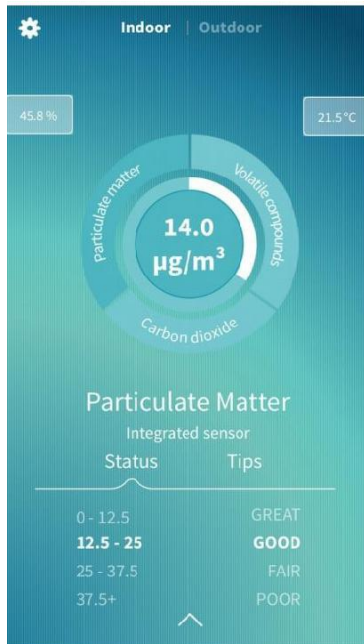 Indoor | Outdoor
45.8 %
21.5 °C
Particulate matter
Volatile compounds
14.0
µg/m³
Carbon dioxide
Particulate Matter
Integrated sensor
Status Tips
0 - 12.5 GREAT
12.5 - 25 GOOD
25 - 37.5 FAIR
37.5+ POOR